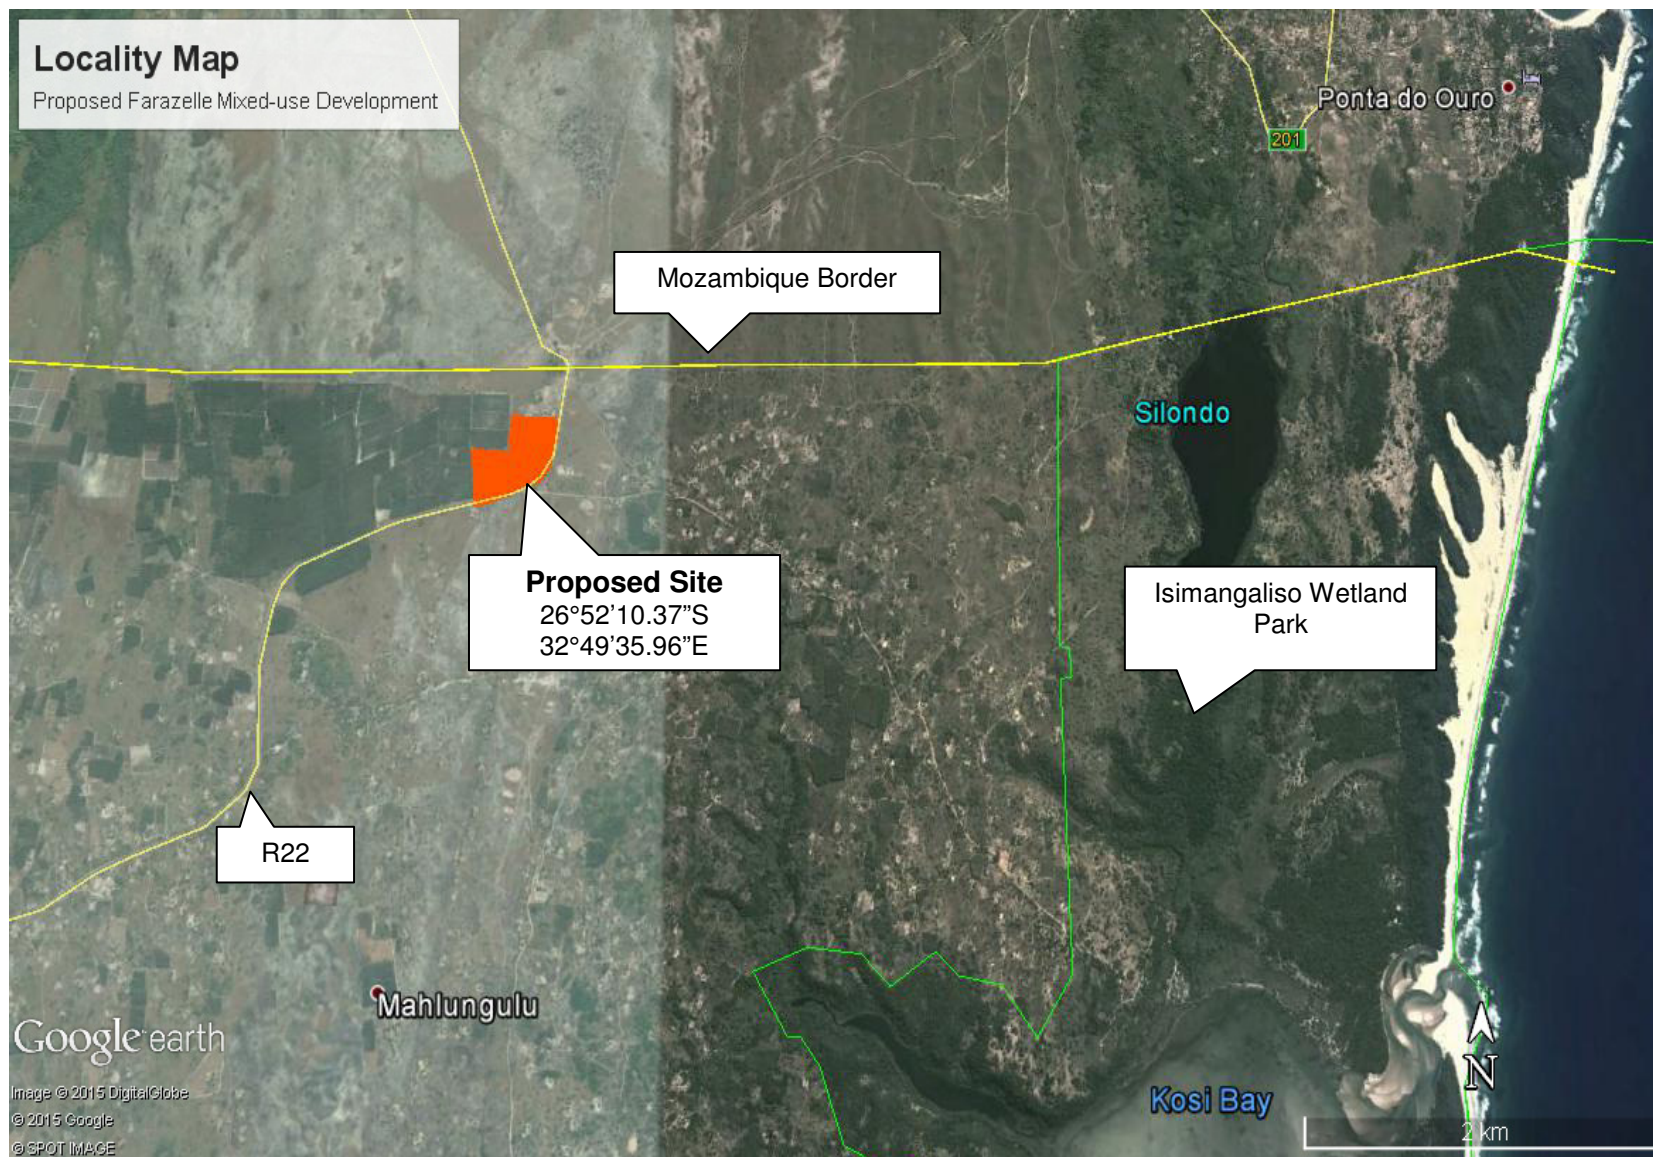 Locality Map
Proposed Farazelle Mixed-use Development
Ponta do Ouro
201
Mozambique Border
Silondo
Proposed Site
26°52’10.37”S
32°49’35.96”E
Isimangaliso Wetland
Park
R22
Mahlungulu
Google earth
Image © 2015 DigitalGlobe
© 2015 Google
© SPOT IMAGE
Kosi Bay
N
2 km